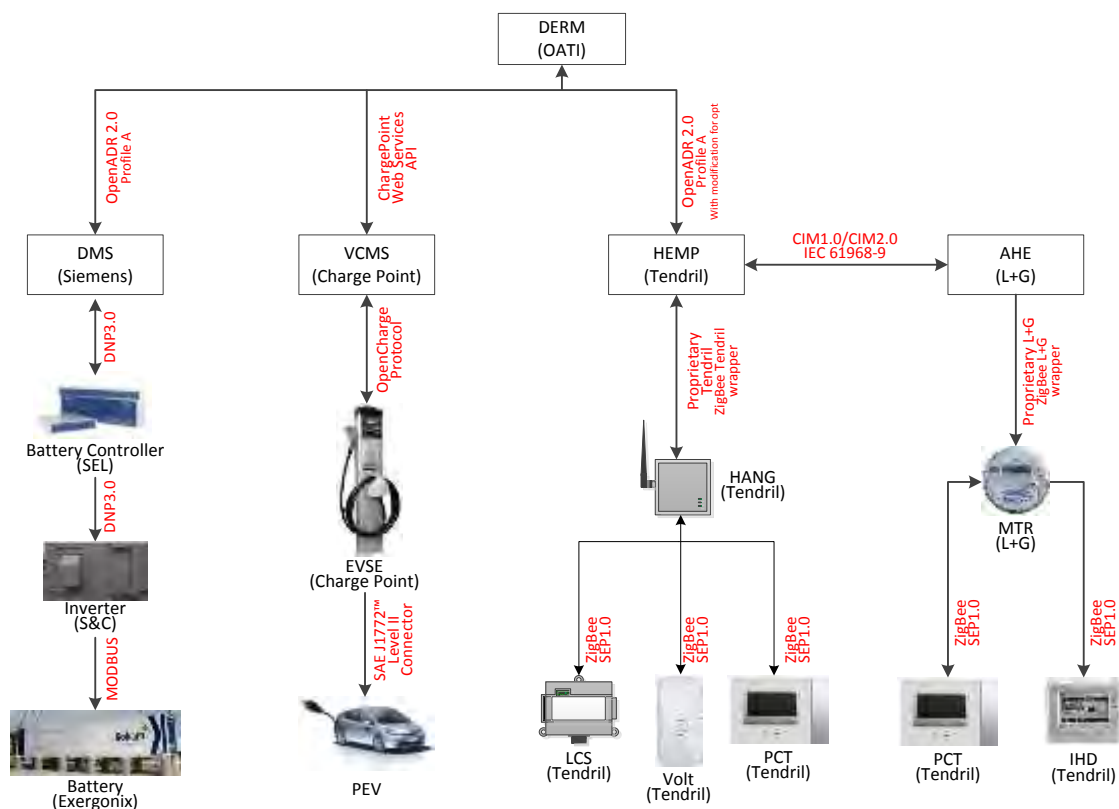 DERM
(OATI)
OpenADR 2.0
Profile A
ChargePoint
Web Services
API
OpenADR 2.0
Profile A
With modification for opt
DMS
(Siemens)
VCMS
(Charge Point)
HEMP
(Tendril)
CIM1.0/CIM2.0
IEC 61968-9
AHE
(L+G)
DNP3.0
OpenCharge
Protocol
Proprietary
Tendril
ZigBee Tendril
wrapper
Proprietary L+G
ZigBee L+G
wrapper
Battery Controller
(SEL)
HANG
(Tendril)
MTR
(L+G)
DNP3.0
EVSE
(Charge Point)
Inverter
(S&C)
SAE J1772™
Level II
Connector
ZigBee
SEP1.0
ZigBee
SEP1.0
ZigBee
SEP1.0
ZigBee
SEP1.0
ZigBee
SEP1.0
MODBUS
Battery
(Exergonix)
PEV
LCS
(Tendril)
Volt
(Tendril)
PCT
(Tendril)
PCT
(Tendril)
IHD
(Tendril)